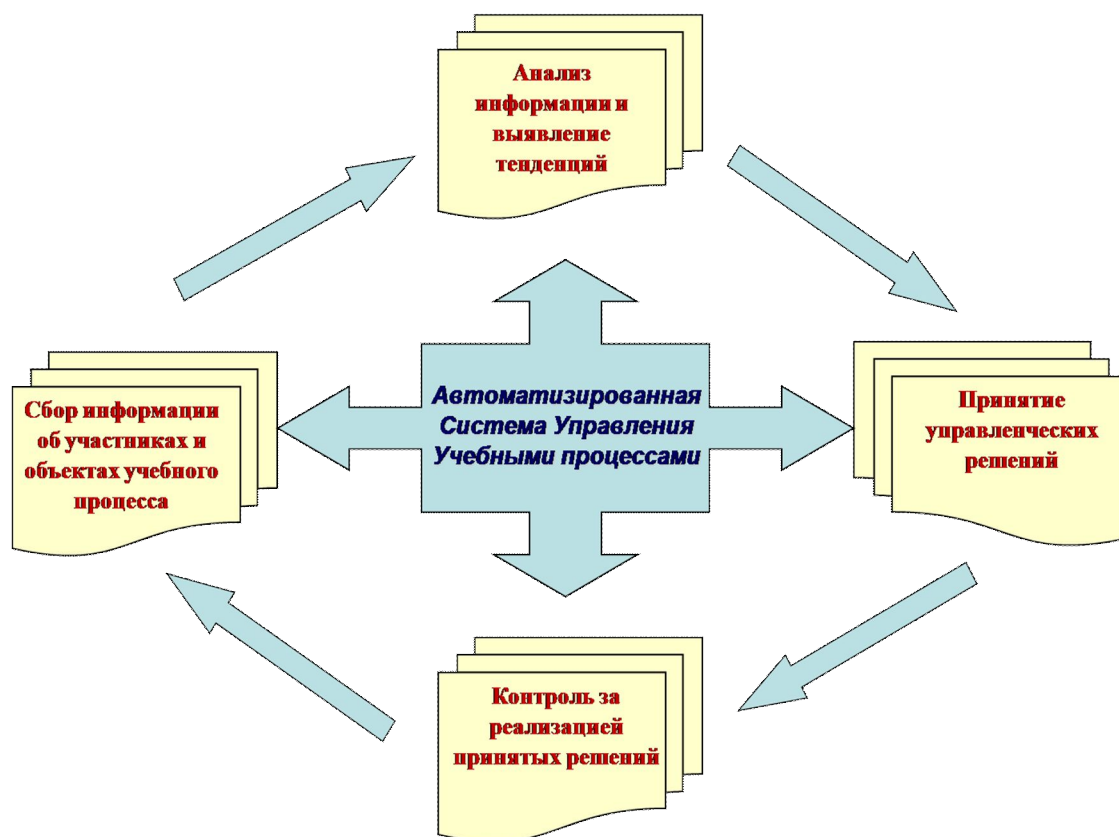 Анализ
информации и
выявление
тенденций
Сбор информации
об участниках и
объектах учебного
процесса
Автоматизированная
Система Управления
Учебными процессами
Принятие
управленческих
решений
Контроль за
реализацией
принятых решений